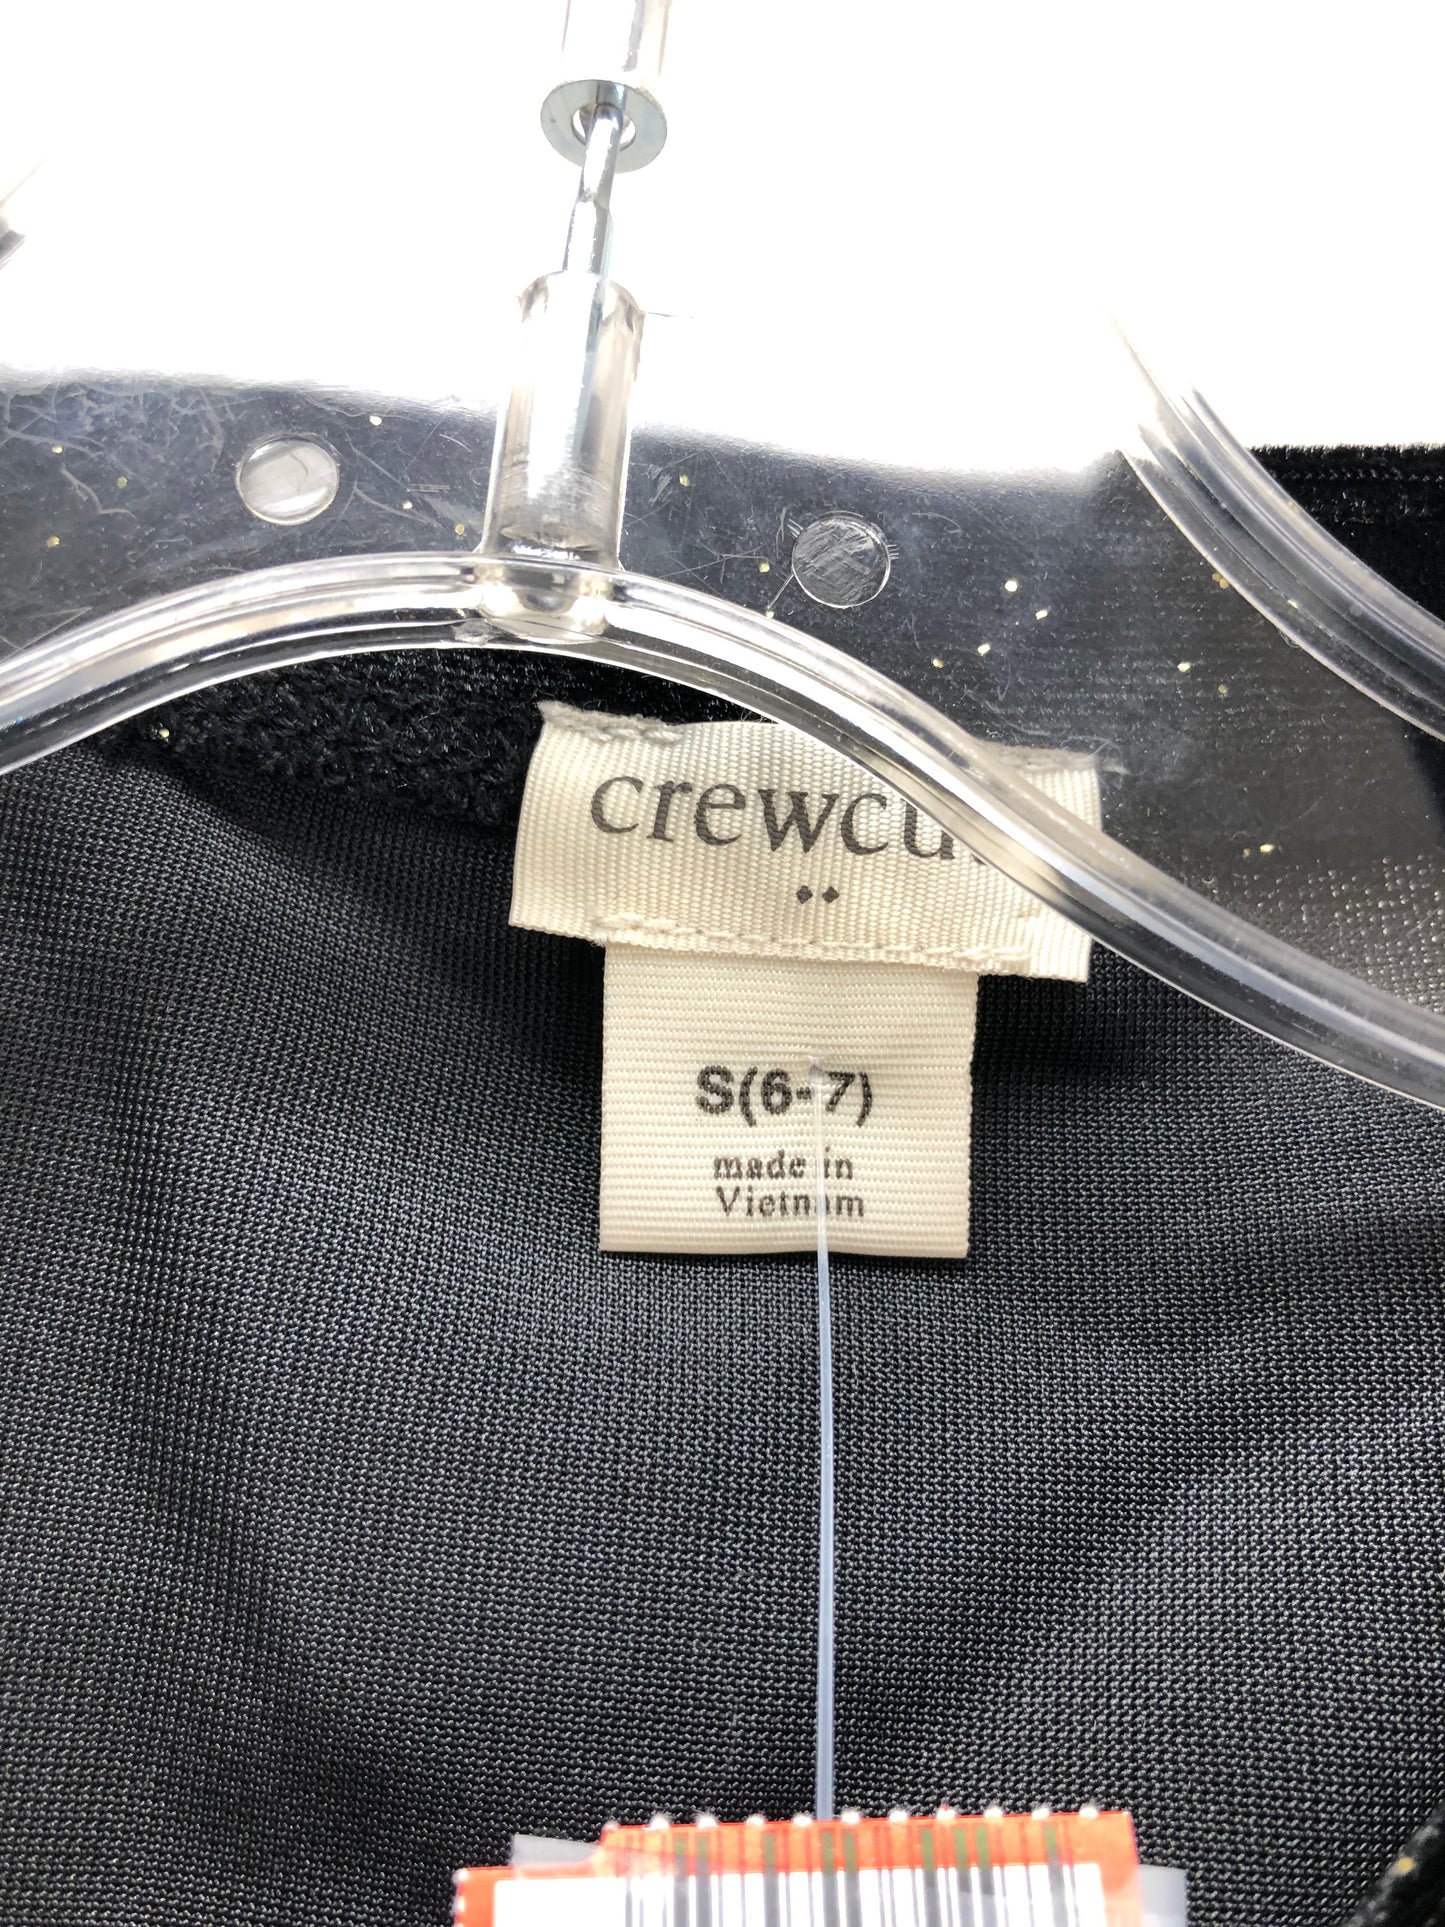 crewcu
S(6-7)
made in
Vietnam